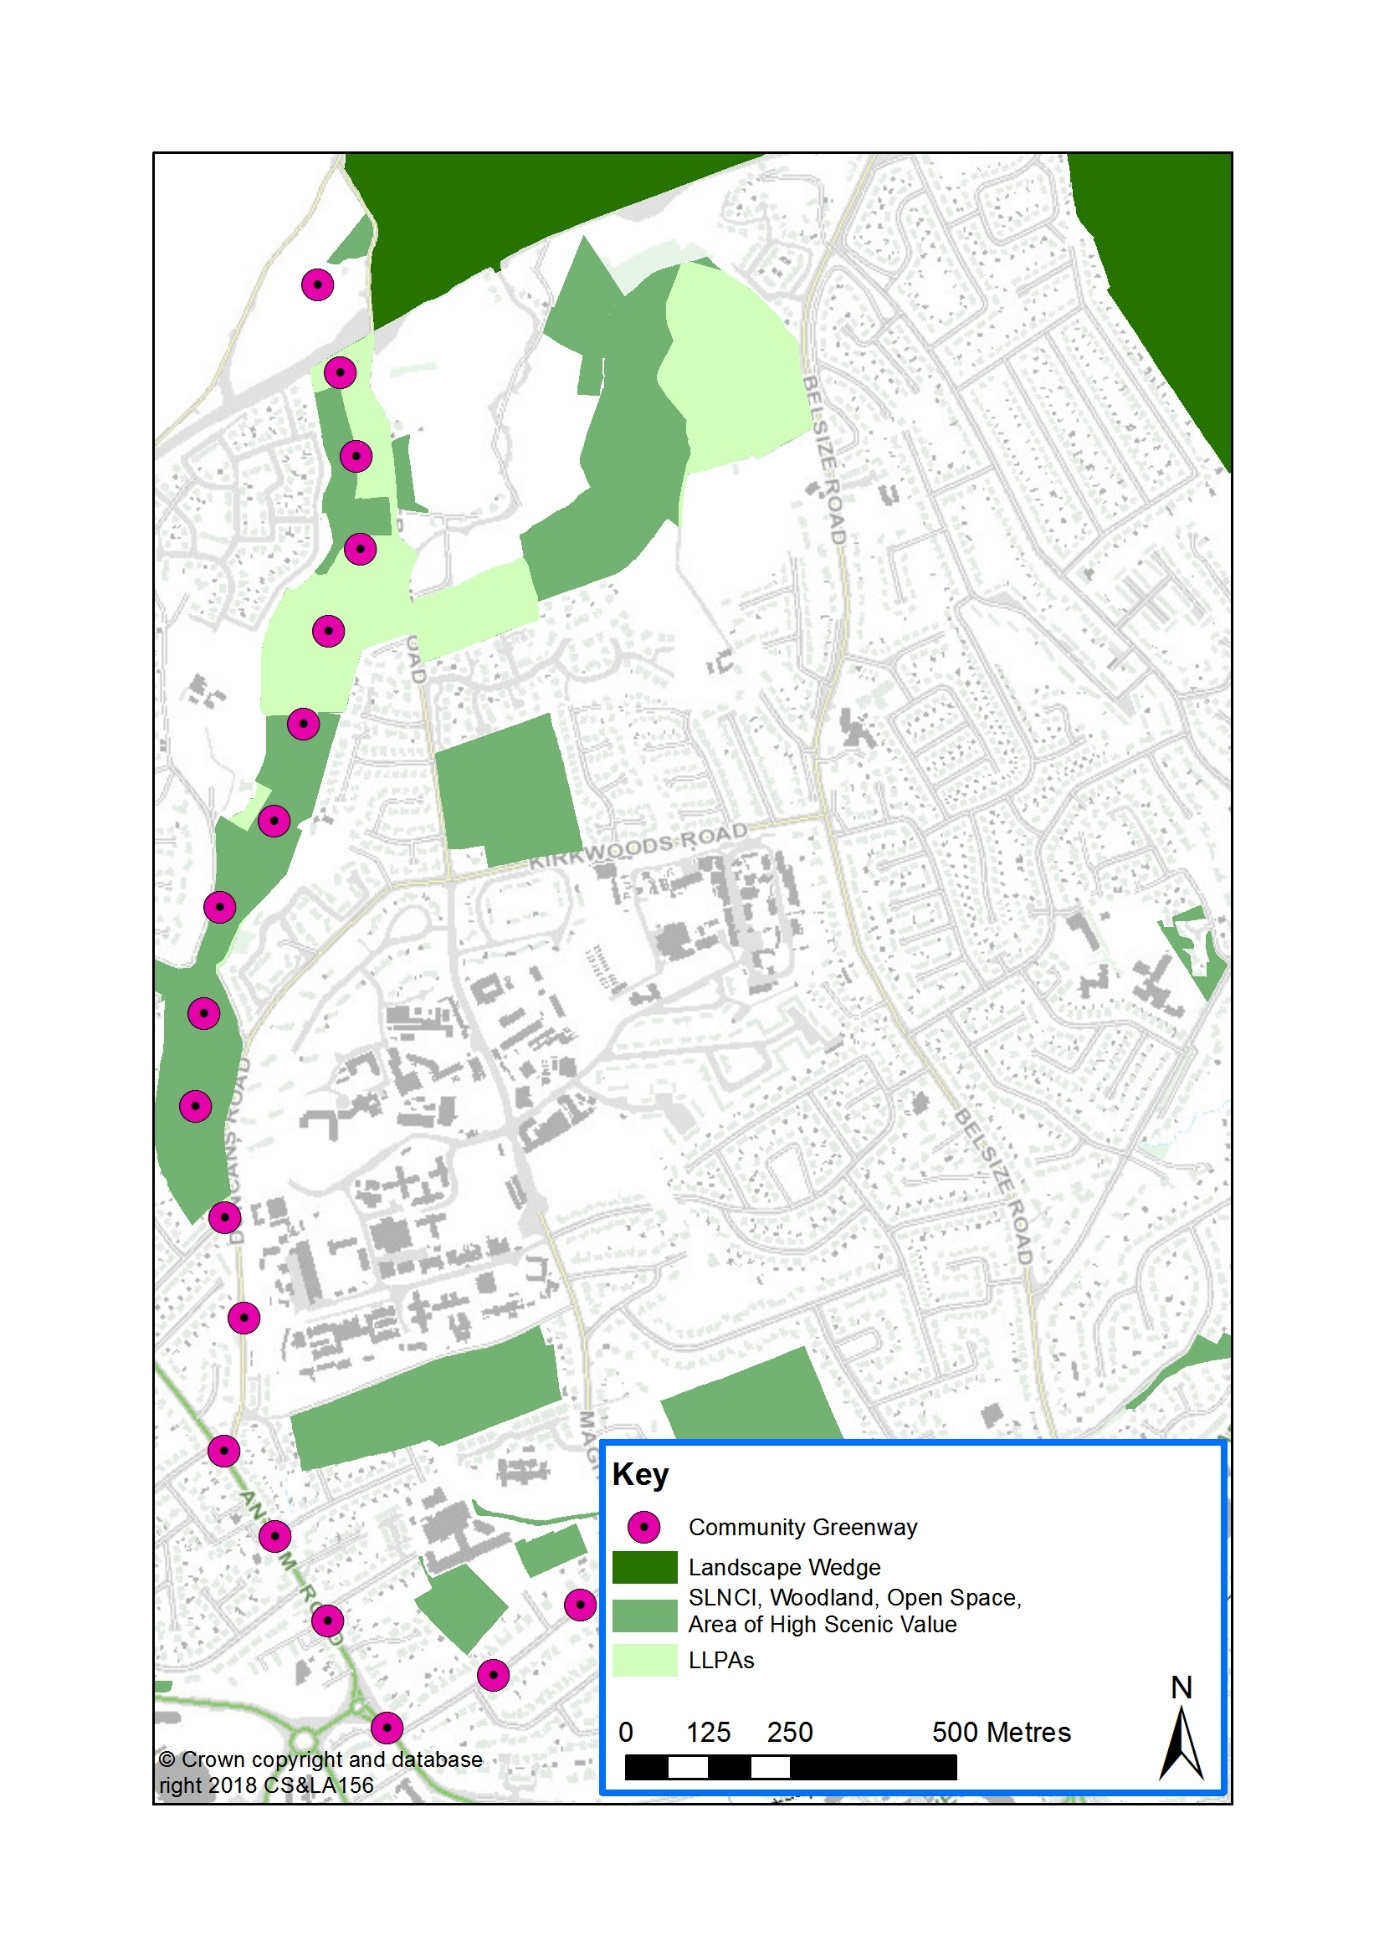 BELSIZE ROAD
OAD
KIRKWOODS ROAD
DUNCANS ROAD
BELSIZE ROAD
MAG
Key
Community Greenway
Landscape Wedge
SLNCI, Woodland, Open Space,
Area of High Scenic Value
LLPAs
N
0 125 250 500 Metres
© Crown copyright and database
right 2018 CS&LA156